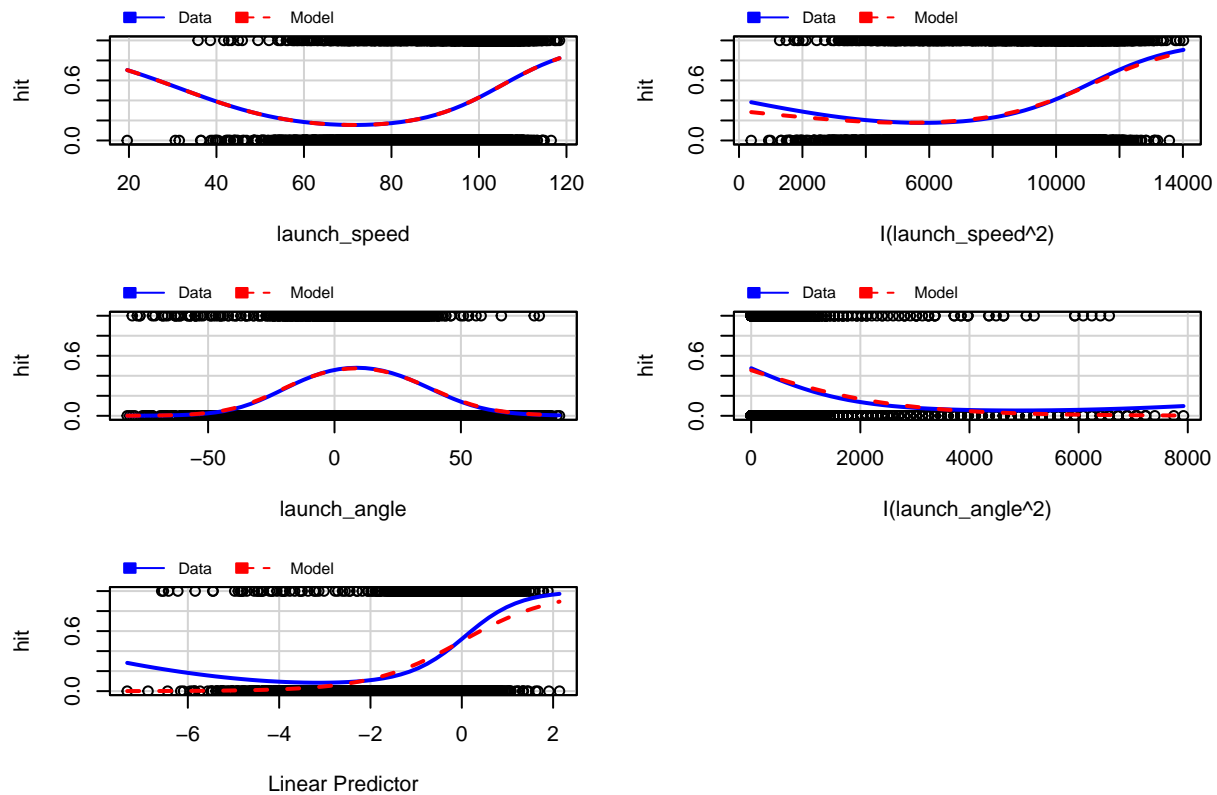 Data Model
hit
0.0 0.6
20 40 60 80 100 120
launch_speed
Data Model
hit
0.0 0.6
0 2000 6000 10000 14000
I(launch_speed^2)
Data Model
hit
0.0 0.6
−50 0 50
launch_angle
Data Model
hit
0.0 0.6
0 2000 4000 6000 8000
I(launch_angle^2)
Data Model
hit
0.0 0.6
−6 −4 −2 0 2
Linear Predictor